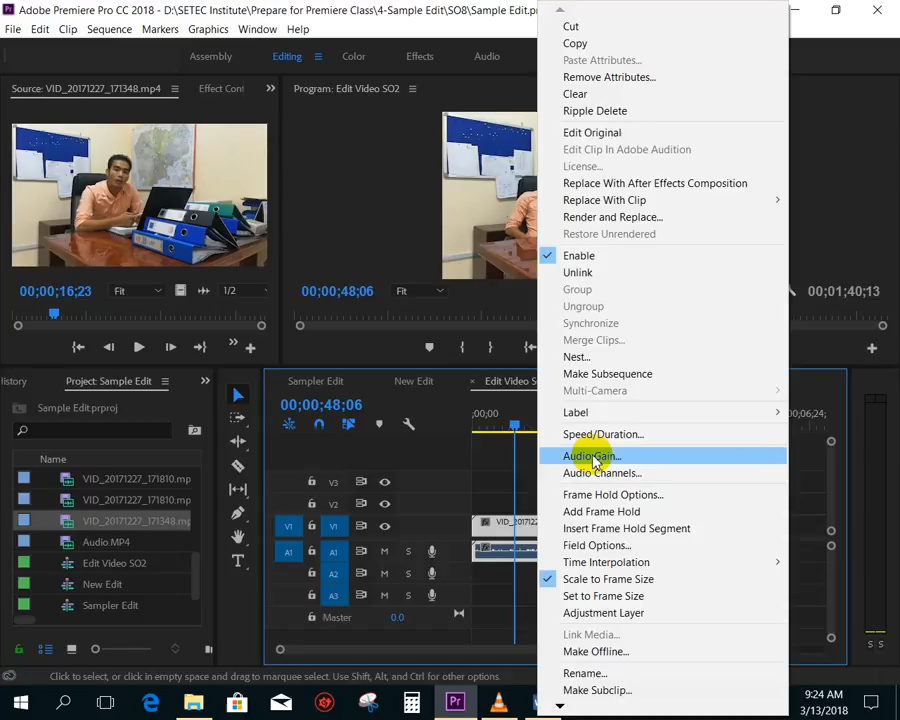 Adobe Premiere Pro CC 2018 - D:\SETEC Institute\Prepare for Premiere Class\4-Sample Edit\SO8\Sample Edit.pr
File Edit Clip Sequence Markers Graphics Window Help
Assembly Editing Color Effects Audio
Source: VID_20171227_171348.mp4 Effect Cont
Program: Edit Video SO2
00;00;16;23 Fit 1/2
00;00;48;06 Fit
00;01;40;13
Cut
Copy
Paste Attributes...
Remove Attributes...
Clear
Ripple Delete
Edit Original
Edit Clip In Adobe Audition
License...
Replace With After Effects Composition
Replace With Clip
Render and Replace...
Restore Unrendered
Enable
Unlink
Group
Ungroup
Synchronize
Merge Clips...
Nest...
Make Subsequence
Multi-Camera
Label
Speed/Duration...
Audio Gain...
Audio Channels...
Frame Hold Options...
Add Frame Hold
Insert Frame Hold Segment
Field Options...
Time Interpolation
Scale to Frame Size
Set to Frame Size
Adjustment Layer
Link Media...
Make Offline...
Rename...
Make Subclip...
istory Project: Sample Edit
Sample Edit.prproj
Name
VID_20171227_171810.mp
VID_20171227_171810.mp
VID_20171227_171348.mp
Audio.MP4
Edit Video SO2
New Edit
Sampler Edit
Sampler Edit New Edit × Edit Video S
00;00;48;06
;00;00
00;06;24;
V3
V2
V1 V1 VID_201712
A1 A1 M S
A2 M S
A3 M S
Master 0.0
S S
Click to select, or click in empty space and drag to marquee select. Use Shift, Alt, and Ctrl for other options.
Pr
9:24 AM
3/13/2018